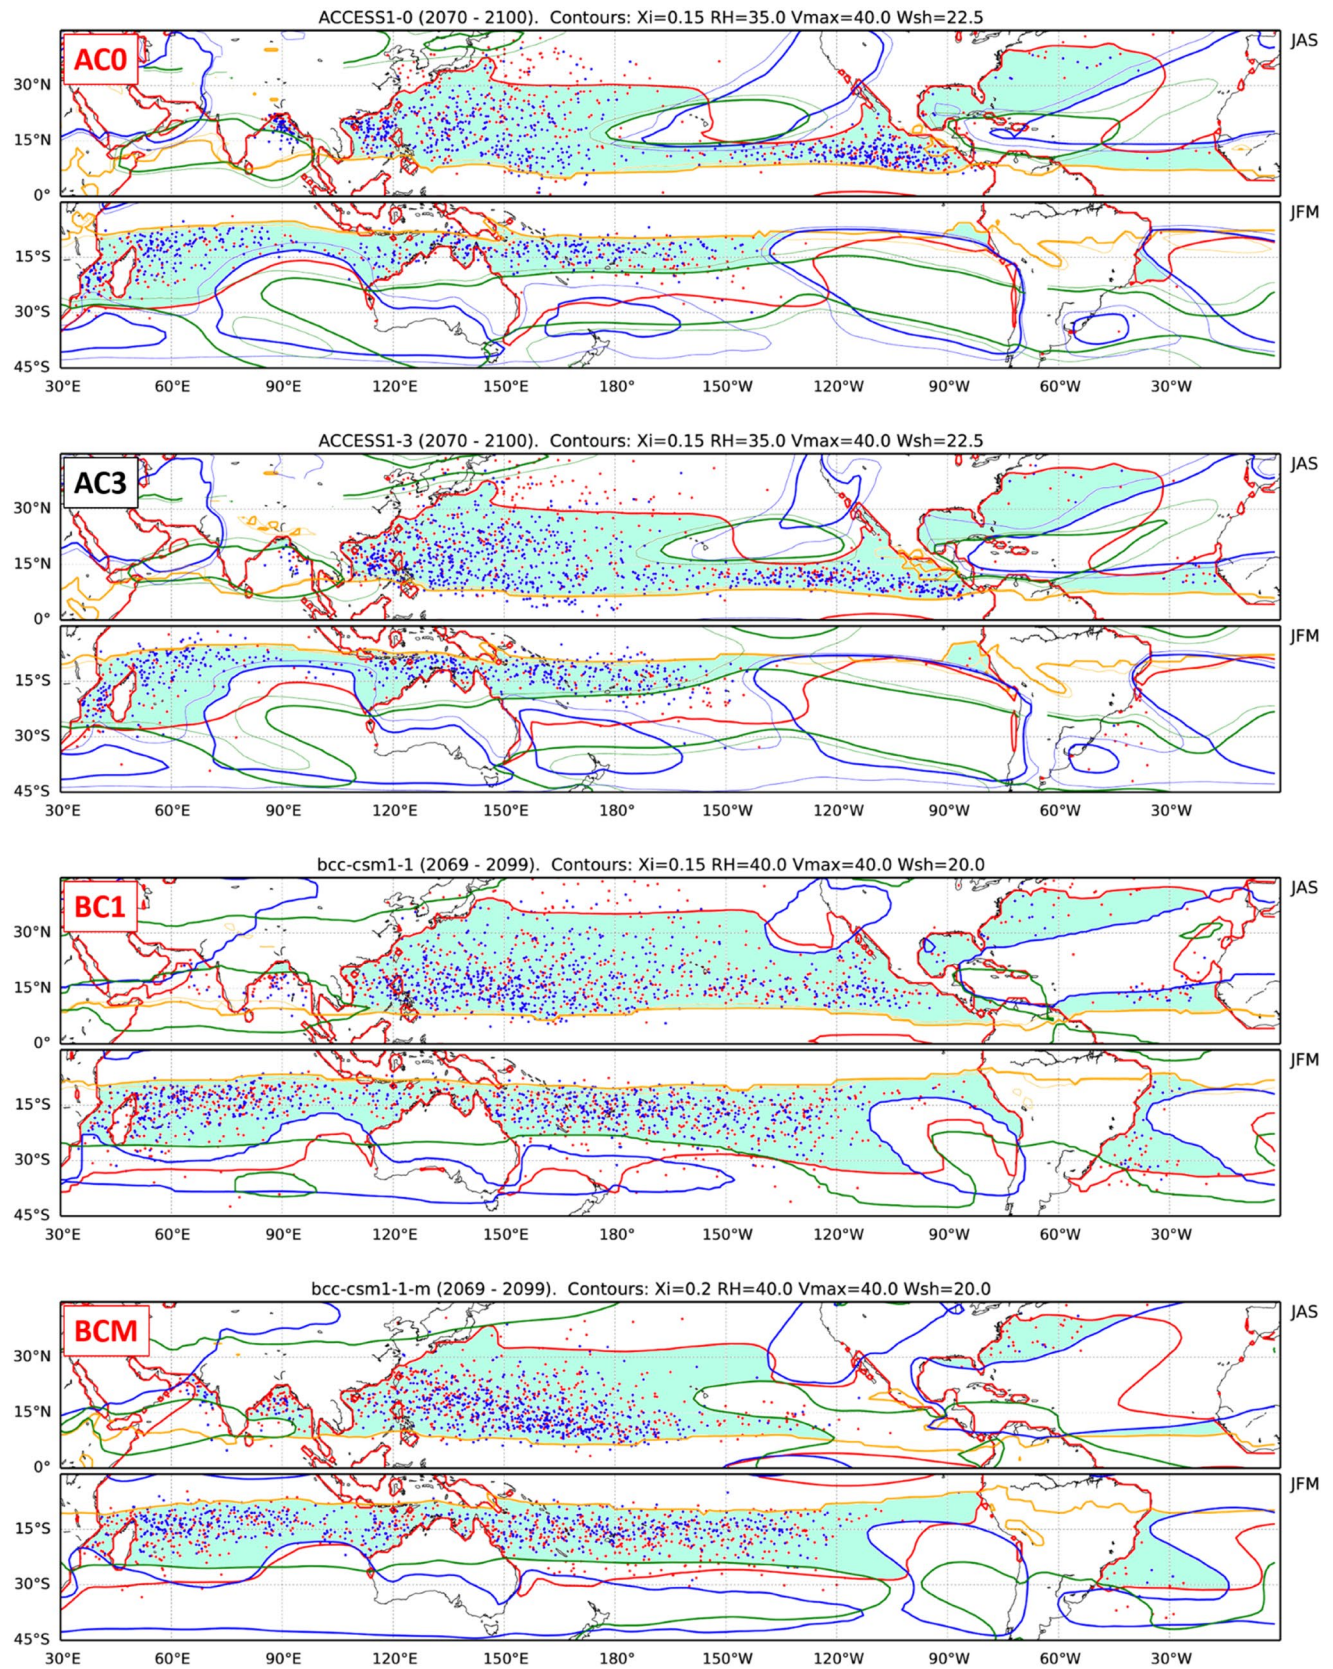 ACCESS1-0 (2070 - 2100). Contours: Xi=0.15 RH=35.0 Vmax=40.0 Wsh=22.5
AC0
JAS
30°N
15°N
0°
JFM
15°S
30°S
45°S
30°E 60°E 90°E 120°E 150°E 180° 150°W 120°W 90°W 60°W 30°W
ACCESS1-3 (2070 - 2100). Contours: Xi=0.15 RH=35.0 Vmax=40.0 Wsh=22.5
AC3
JAS
30°N
15°N
0°
JFM
15°S
30°S
45°S
30°E 60°E 90°E 120°E 150°E 180° 150°W 120°W 90°W 60°W 30°W
bcc-csm1-1 (2069 - 2099). Contours: Xi=0.15 RH=40.0 Vmax=40.0 Wsh=20.0
BC1
JAS
30°N
15°N
0°
JFM
15°S
30°S
45°S
30°E 60°E 90°E 120°E 150°E 180° 150°W 120°W 90°W 60°W 30°W
bcc-csm1-1-m (2069 - 2099). Contours: Xi=0.2 RH=40.0 Vmax=40.0 Wsh=20.0
BCM
JAS
30°N
15°N
0°
JFM
15°S
30°S
45°S
30°E 60°E 90°E 120°E 150°E 180° 150°W 120°W 90°W 60°W 30°W